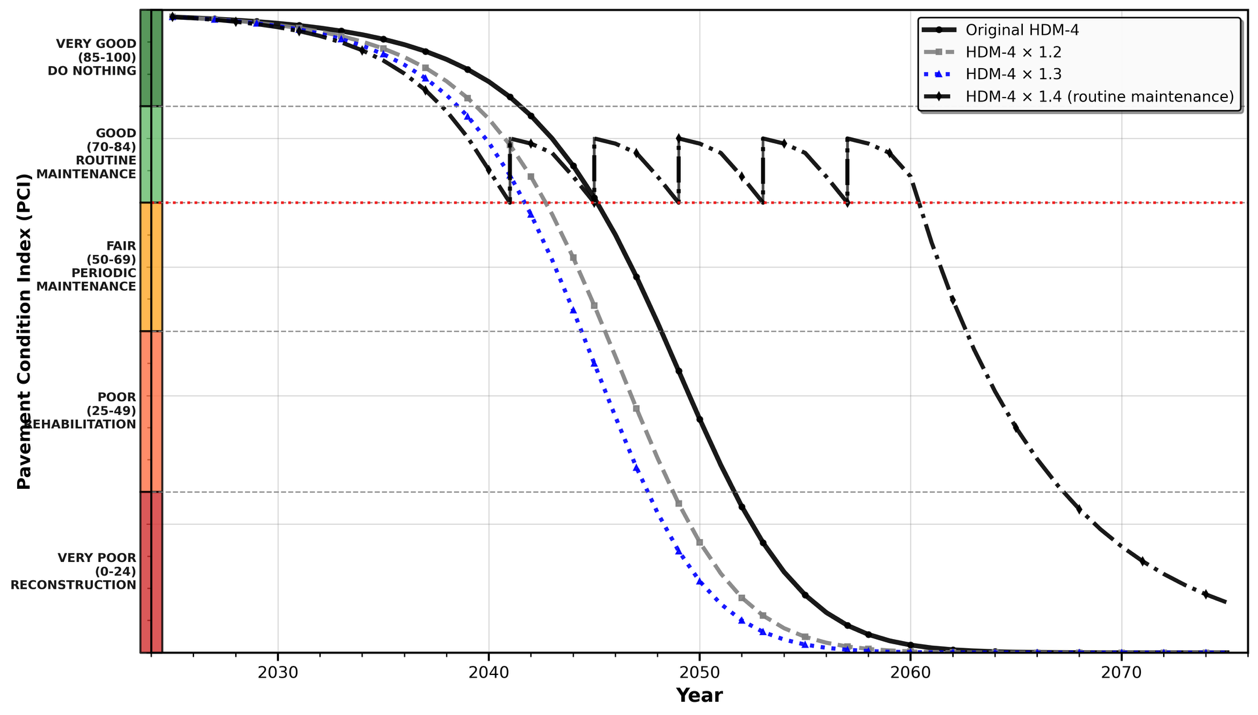 Pavement Condition Index (PCI)
VERY GOOD
(85-100)
DO NOTHING
GOOD
(70-84)
ROUTINE
MAINTENANCE
FAIR
(50-69)
PERIODIC
MAINTENANCE
POOR
(25-49)
REHABILITATION
VERY POOR
(0-24)
RECONSTRUCTION
Original HDM-4
HDM-4 × 1.2
HDM-4 × 1.3
HDM-4 × 1.4 (routine maintenance)
2030 2040 2050 2060 2070
Year